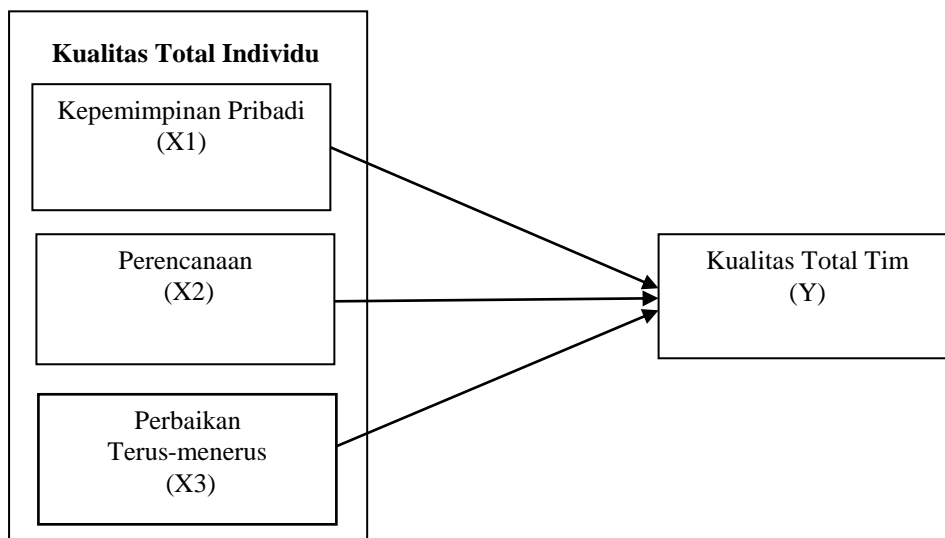 Kualitas Total Individu
Kepemimpinan Pribadi
(X1)
Perencanaan
(X2)
Perbaikan
Terus-menerus
(X3)
Kualitas Total Tim
(Y)